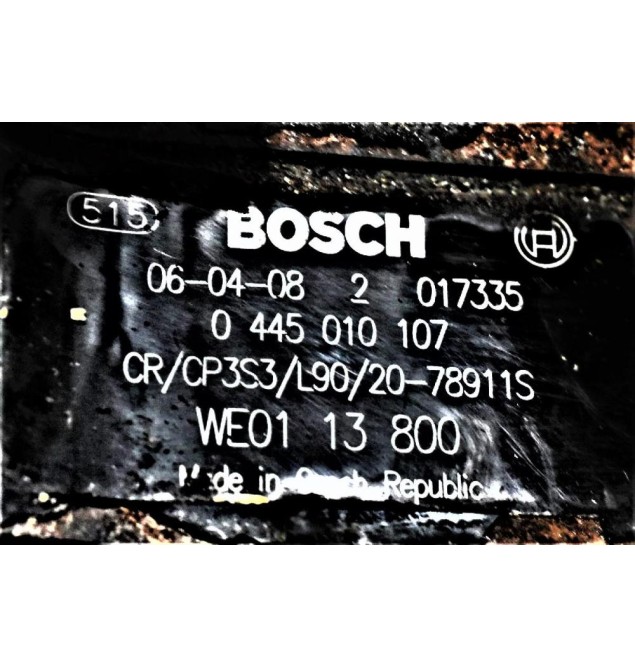 515 BOSCH
06-04-08 2 017335
0 445 010 107
CR/CP3S3/L90/20-78911S
WE01 13 800
Made in Czech Republic